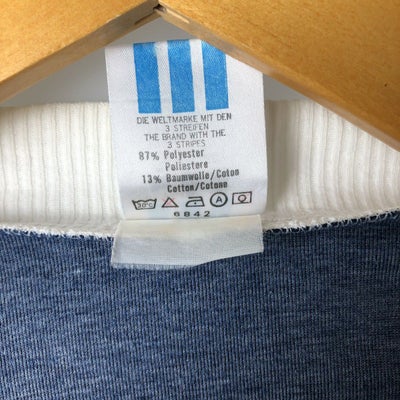 DIE WELTMARKE MIT DEN
3 STREIFEN
THE BRAND WITH THE
3 STRIPES
87% Polyester
Poliestere
13% Baumwolle/Coton
Cotton/Cotone
30°C A
6842